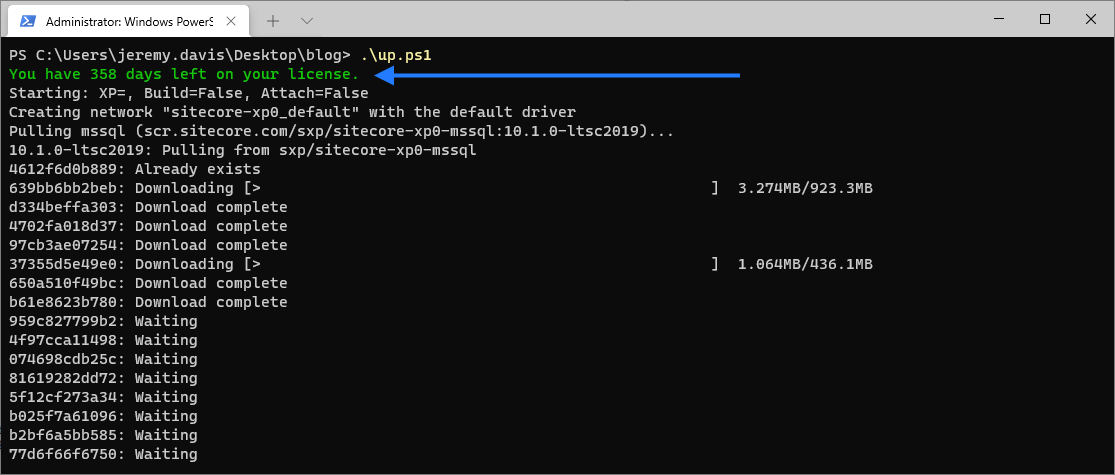 Administrator: Windows PowerS
PS C:\Users\jeremy.davis\Desktop\blog> .\up.ps1
You have 358 days left on your license.
Starting: XP=, Build=False, Attach=False
Creating network "sitecore-xp0_default" with the default driver
Pulling mssql (scr.sitecore.com/sxp/sitecore-xp0-mssql:10.1.0-ltsc2019)...
10.1.0-ltsc2019: Pulling from sxp/sitecore-xp0-mssql
4612f6d0b889: Already exists
639bb6bb2beb: Downloading [>                                                  ]  3.274MB/923.3MB
d334beffa303: Download complete
4702fa018d37: Download complete
97cb3ae07254: Download complete
37355d5e49e0: Downloading [>                                                  ]  1.064MB/436.1MB
650a510f49bc: Download complete
b61e8623b780: Download complete
959c827799b2: Waiting
4f97cca11498: Waiting
074698cdb25c: Waiting
81619282dd72: Waiting
5f12cf273a34: Waiting
b025f7a61096: Waiting
b2bf6a5bb585: Waiting
77d6f66f6750: Waiting